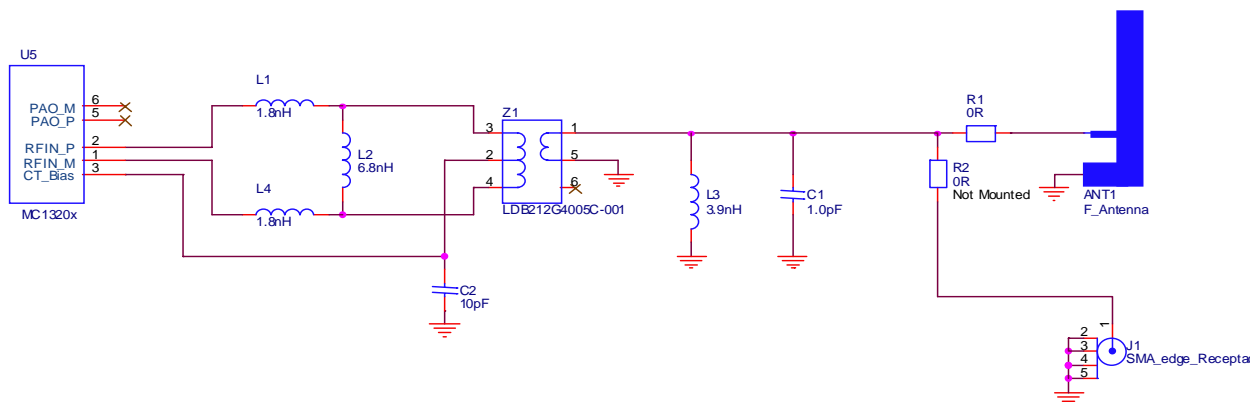 U5
PAO_M
6
PAO_P
5
RFIN_P
2
RFIN_M
1
CT_Bias
3
MC1320x
L1
1.8nH
L2
6.8nH
L4
1.8nH
C2
10pF
Z1
3
2
4
1
5
6
LDB212G4005C-001
L3
3.9nH
C1
1.0pF
R1
0R
R2
0R
Not Mounted
ANT1
F_Antenna
1
2
3
4
5
J1
SMA_edge_Receptac